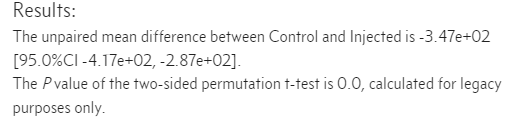 Results:
The unpaired mean difference between Control and Injected is -3.47e+02
[95.0%CI -4.17e+02, -2.87e+02].
The P value of the two-sided permutation t-test is 0.0, calculated for legacy
purposes only.